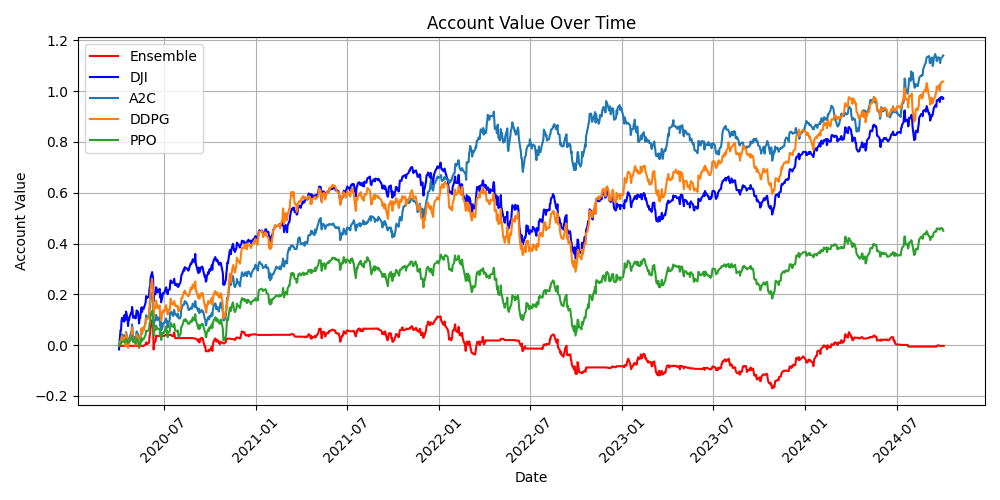 Account Value Over Time
Account Value
1.2
1.0
0.8
0.6
0.4
0.2
0.0
−0.2
Ensemble
DJI
A2C
DDPG
PPO
2020-07
2021-01
2021-07
2022-01
2022-07
2023-01
2023-07
2024-01
2024-07
Date